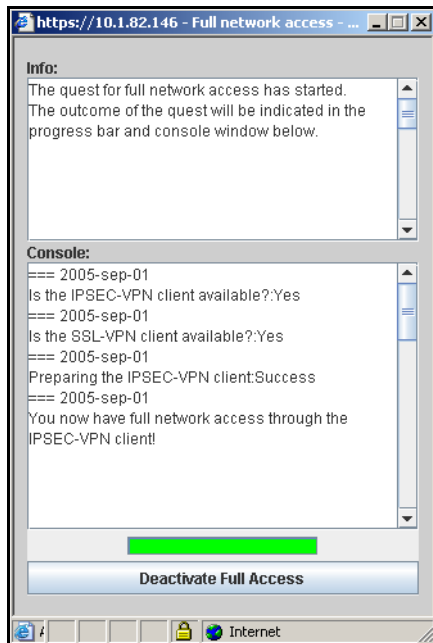 https://10.1.82.146 - Full network access - ...
Info:
The quest for full network access has started.
The outcome of the quest will be indicated in the
progress bar and console window below.
Console:
=== 2005-sep-01
Is the IPSEC-VPN client available?:Yes
=== 2005-sep-01
Is the SSL-VPN client available?:Yes
=== 2005-sep-01
Preparing the IPSEC-VPN client:Success
=== 2005-sep-01
You now have full network access through the
IPSEC-VPN client!
Deactivate Full Access
Internet